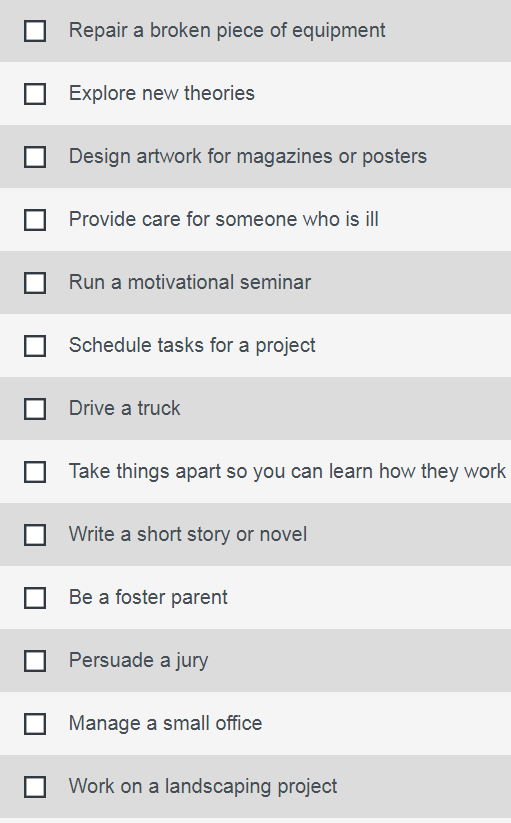 Repair a broken piece of equipment
Explore new theories
Design artwork for magazines or posters
Provide care for someone who is ill
Run a motivational seminar
Schedule tasks for a project
Drive a truck
Take things apart so you can learn how they work
Write a short story or novel
Be a foster parent
Persuade a jury
Manage a small office
Work on a landscaping project